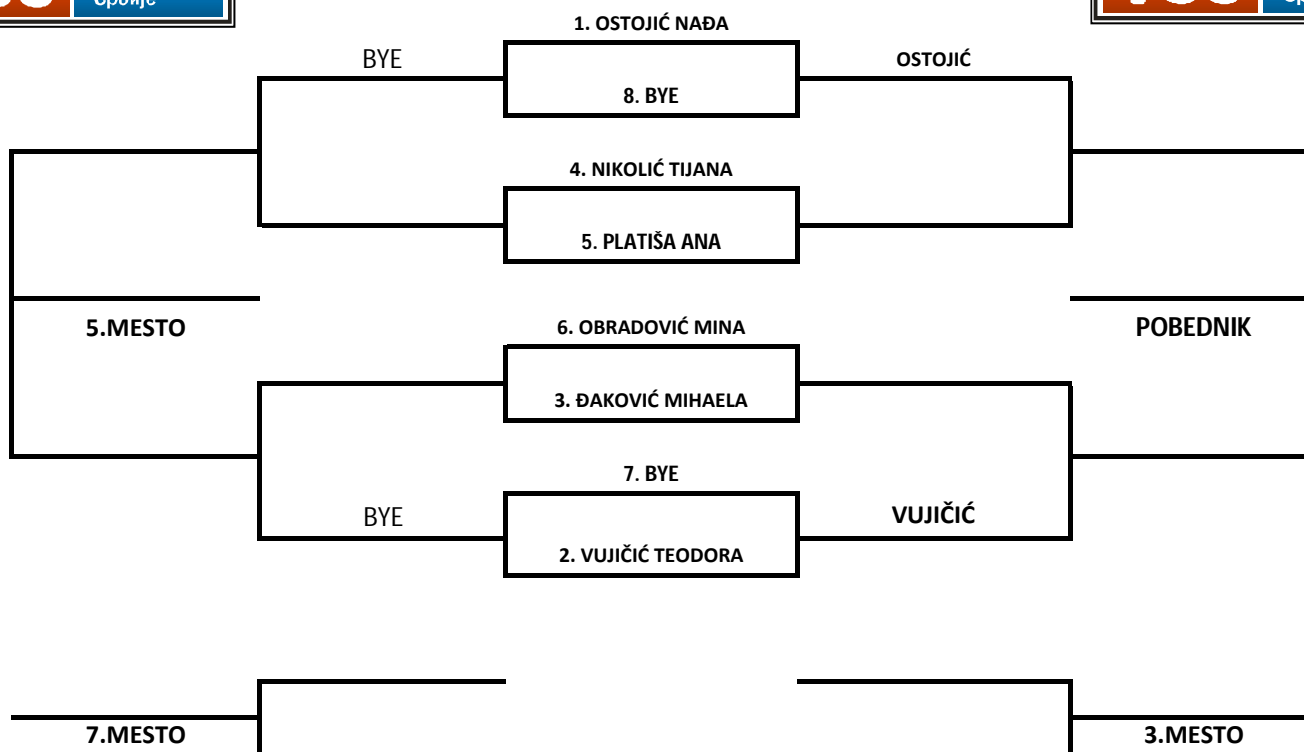 1. OSTOJIĆ NAĐA
BYE
OSTOJIĆ
8. BYE
4. NIKOLIĆ TIJANA
5. PLATIŠA ANA
5.MESTO
6. OBRADOVIĆ MINA
POBEDNIK
3. ĐAKOVIĆ MIHAELA
7. BYE
BYE
VUJIČIĆ
2. VUJIČIĆ TEODORA
7.MESTO
3.MESTO